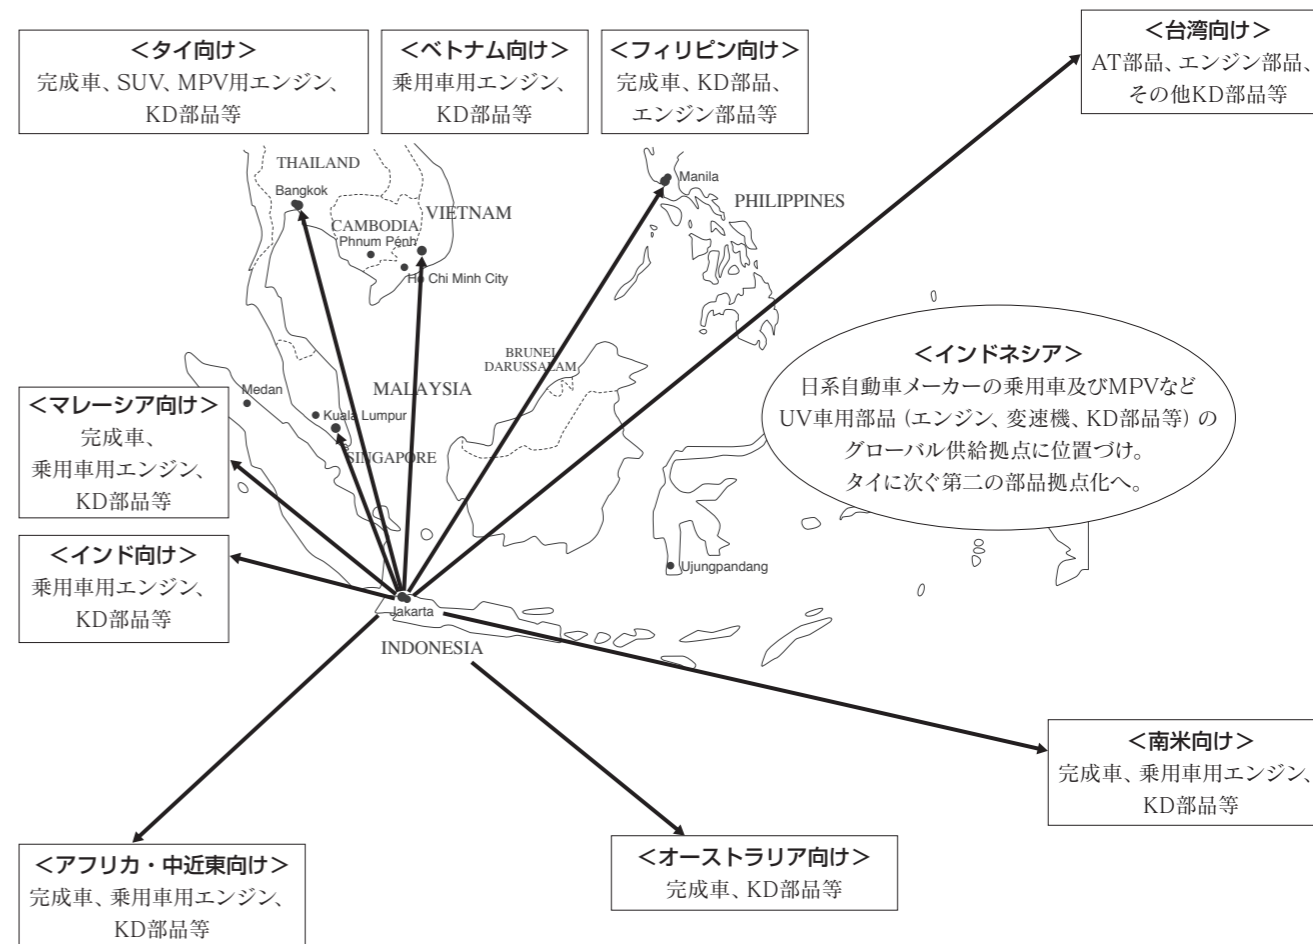 ＜タイ向け＞
完成車、SUV、MPV用エンジン、
KD部品等
＜ベトナム向け＞
乗用車用エンジン、
KD部品等
＜フィリピン向け＞
完成車、KD部品、
エンジン部品等
＜台湾向け＞
AT部品、エンジン部品、
その他KD部品等
THAILAND
Bangkok
CAMBODIA
Phnum Pénh
VIETNAM
Ho Chi Minh City
Manila
PHILIPPINES
BRUNEI
DARUSSALAM
Medan
MALAYSIA
Kuala Lumpur
SINGAPORE
＜インドネシア＞
日系自動車メーカーの乗用車及びMPVなど
UV車用部品（エンジン、変速機、KD部品等）の
グローバル供給拠点に位置づけ。
タイに次ぐ第二の部品拠点化へ。
＜マレーシア向け＞
完成車、
乗用車用エンジン、
KD部品等
＜インド向け＞
乗用車用エンジン、
KD部品等
Ujungpandang
Jakarta
INDONESIA
＜南米向け＞
完成車、乗用車用エンジン、
KD部品等
＜アフリカ・中近東向け＞
完成車、乗用車用エンジン、
KD部品等
＜オーストラリア向け＞
完成車、KD部品等